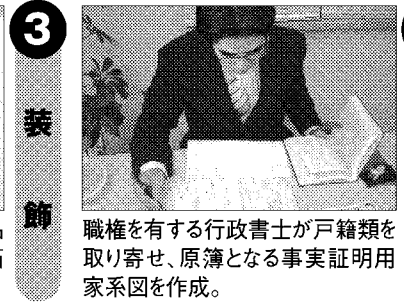 3
装飾
職権を有する行政書士が戸籍類を
取り寄せ、原簿となる事実証明用
家系図を作成。